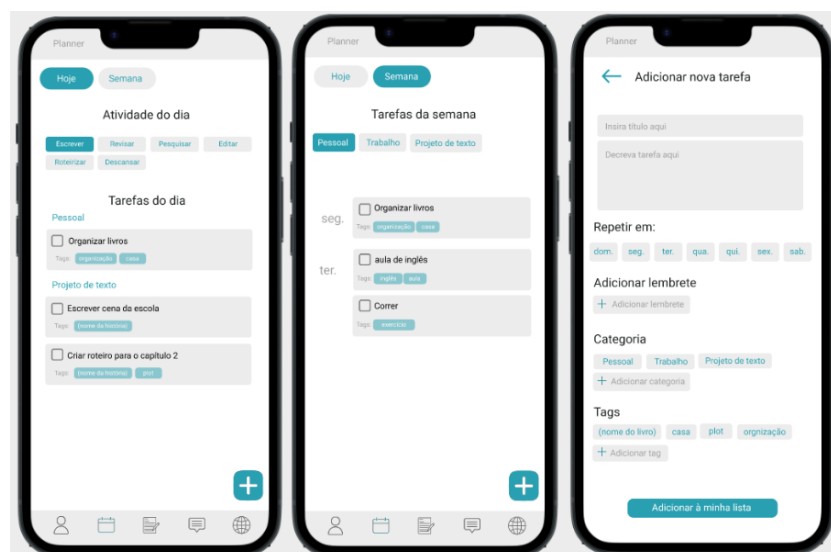 Planner
Hoje Semana
Atividade do dia
Escrever Revisar Pesquisar Editar
Roteirizar Descansar
Tarefas do dia
Pessoal
Organizar livros
Tags: organização casa
Projeto de texto
Escrever cena da escola
Tags: (nome da história)
Criar roteiro para o capítulo 2
Tags: (nome da história) plot
Planner
Hoje Semana
Tarefas da semana
Pessoal Trabalho Projeto de texto
seg.
Organizar livros
Tags: organização casa
ter.
aula de inglês
Tags: inglês aula
Correr
Tags: exercício
Planner
Adicionar nova tarefa
Insira título aqui
Decreva tarefa aqui
Repetir em:
dom. seg. ter. qua. qui. sex. sab.
Adicionar lembrete
+ Adicionar lembrete
Categoria
Pessoal Trabalho Projeto de texto
+ Adicionar categoria
Tags
(nome do livro) casa plot orgnização
+ Adicionar tag
Adicionar à minha lista